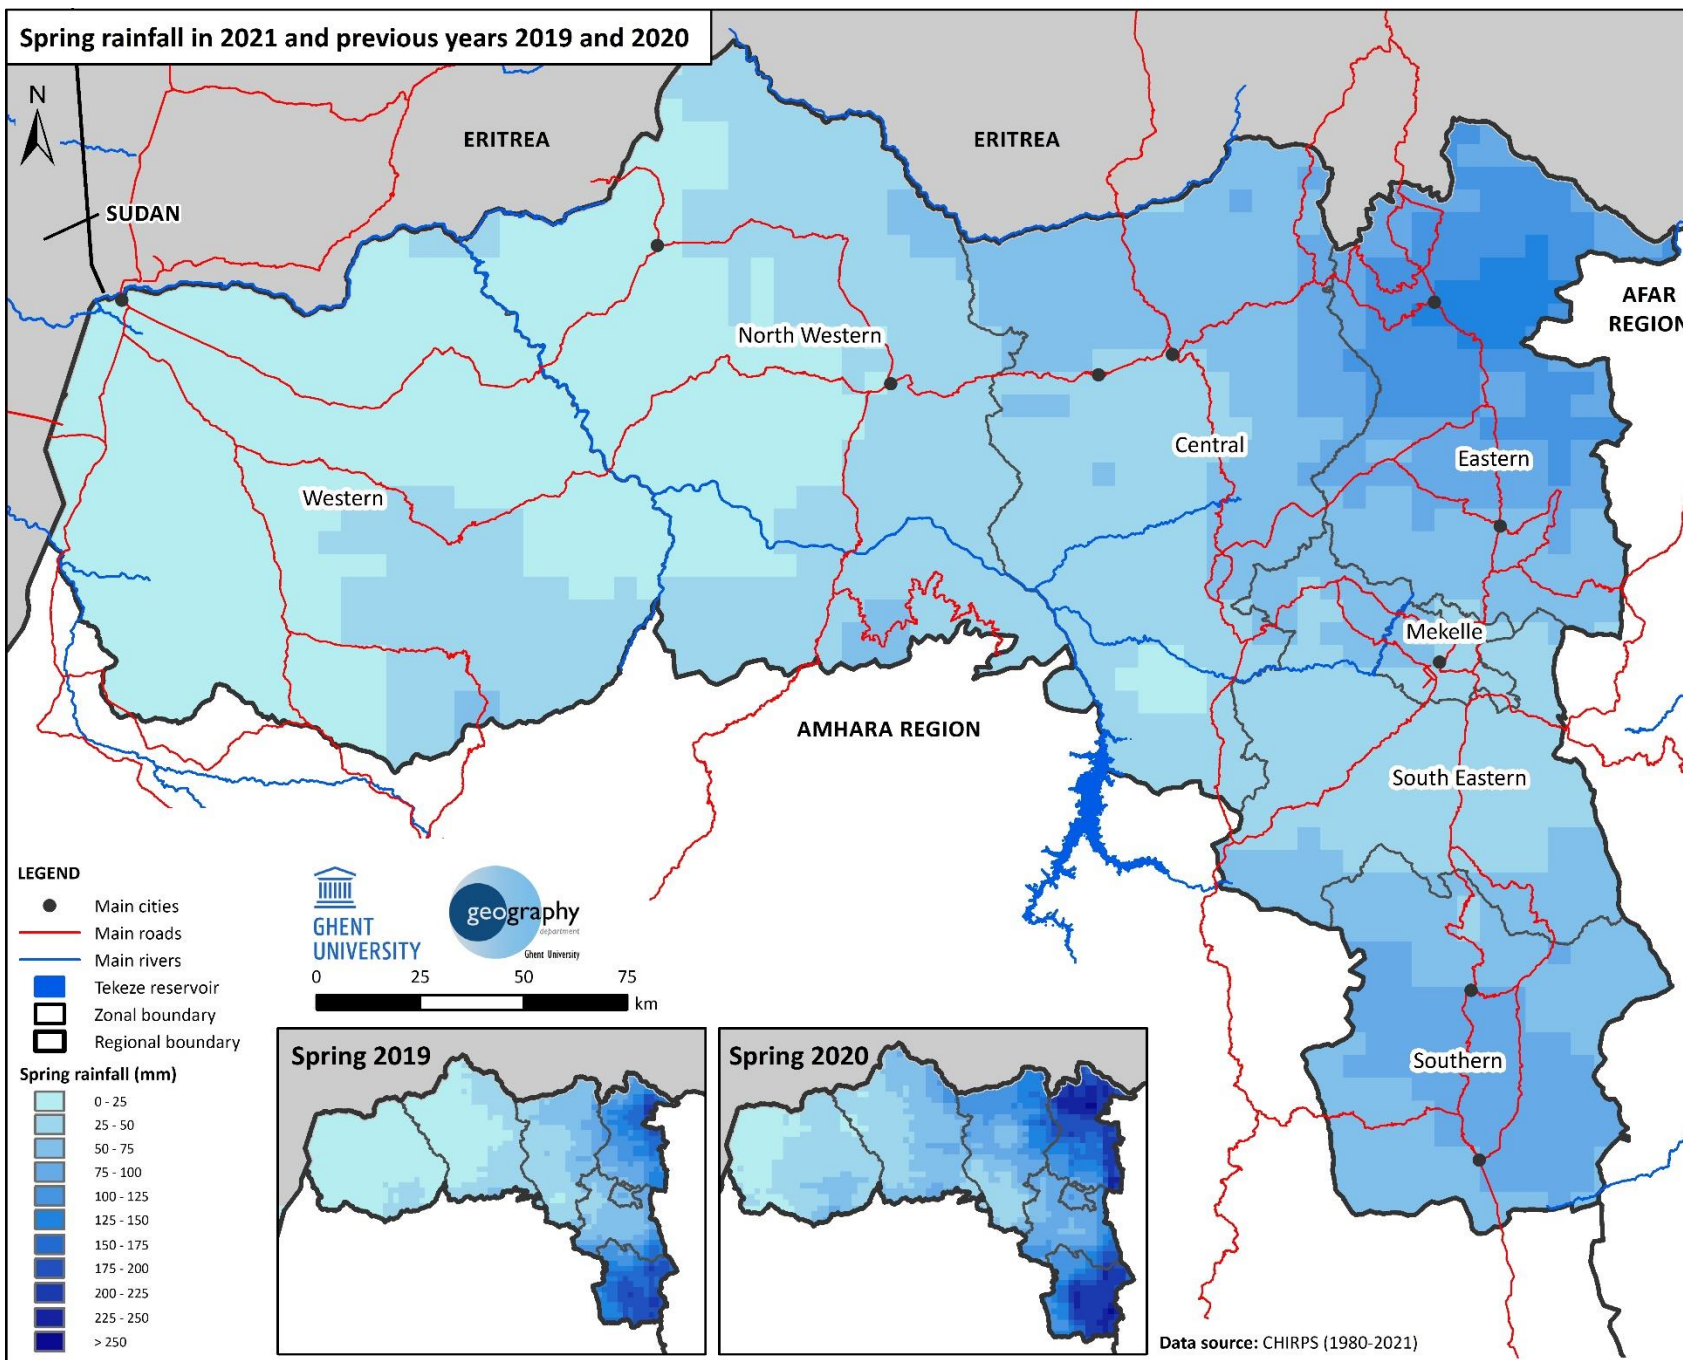 Spring rainfall in 2021 and previous years 2019 and 2020
N
ERITREA
ERITREA
SUDAN
AFAR
REGION
North Western
Central
Eastern
Western
Mekelle
AMHARA REGION
South Eastern
Southern
LEGEND
Main cities
Main roads
Main rivers
Tekeze reservoir
Zonal boundary
Regional boundary
Spring rainfall (mm)
0 - 25
25 - 50
50 - 75
75 - 100
100 - 125
125 - 150
150 - 175
175 - 200
200 - 225
225 - 250
> 250
GHENT
UNIVERSITY
geography
department
Ghent University
0 25 50 75
km
Spring 2019
Spring 2020
Data source: CHIRPS (1980-2021)